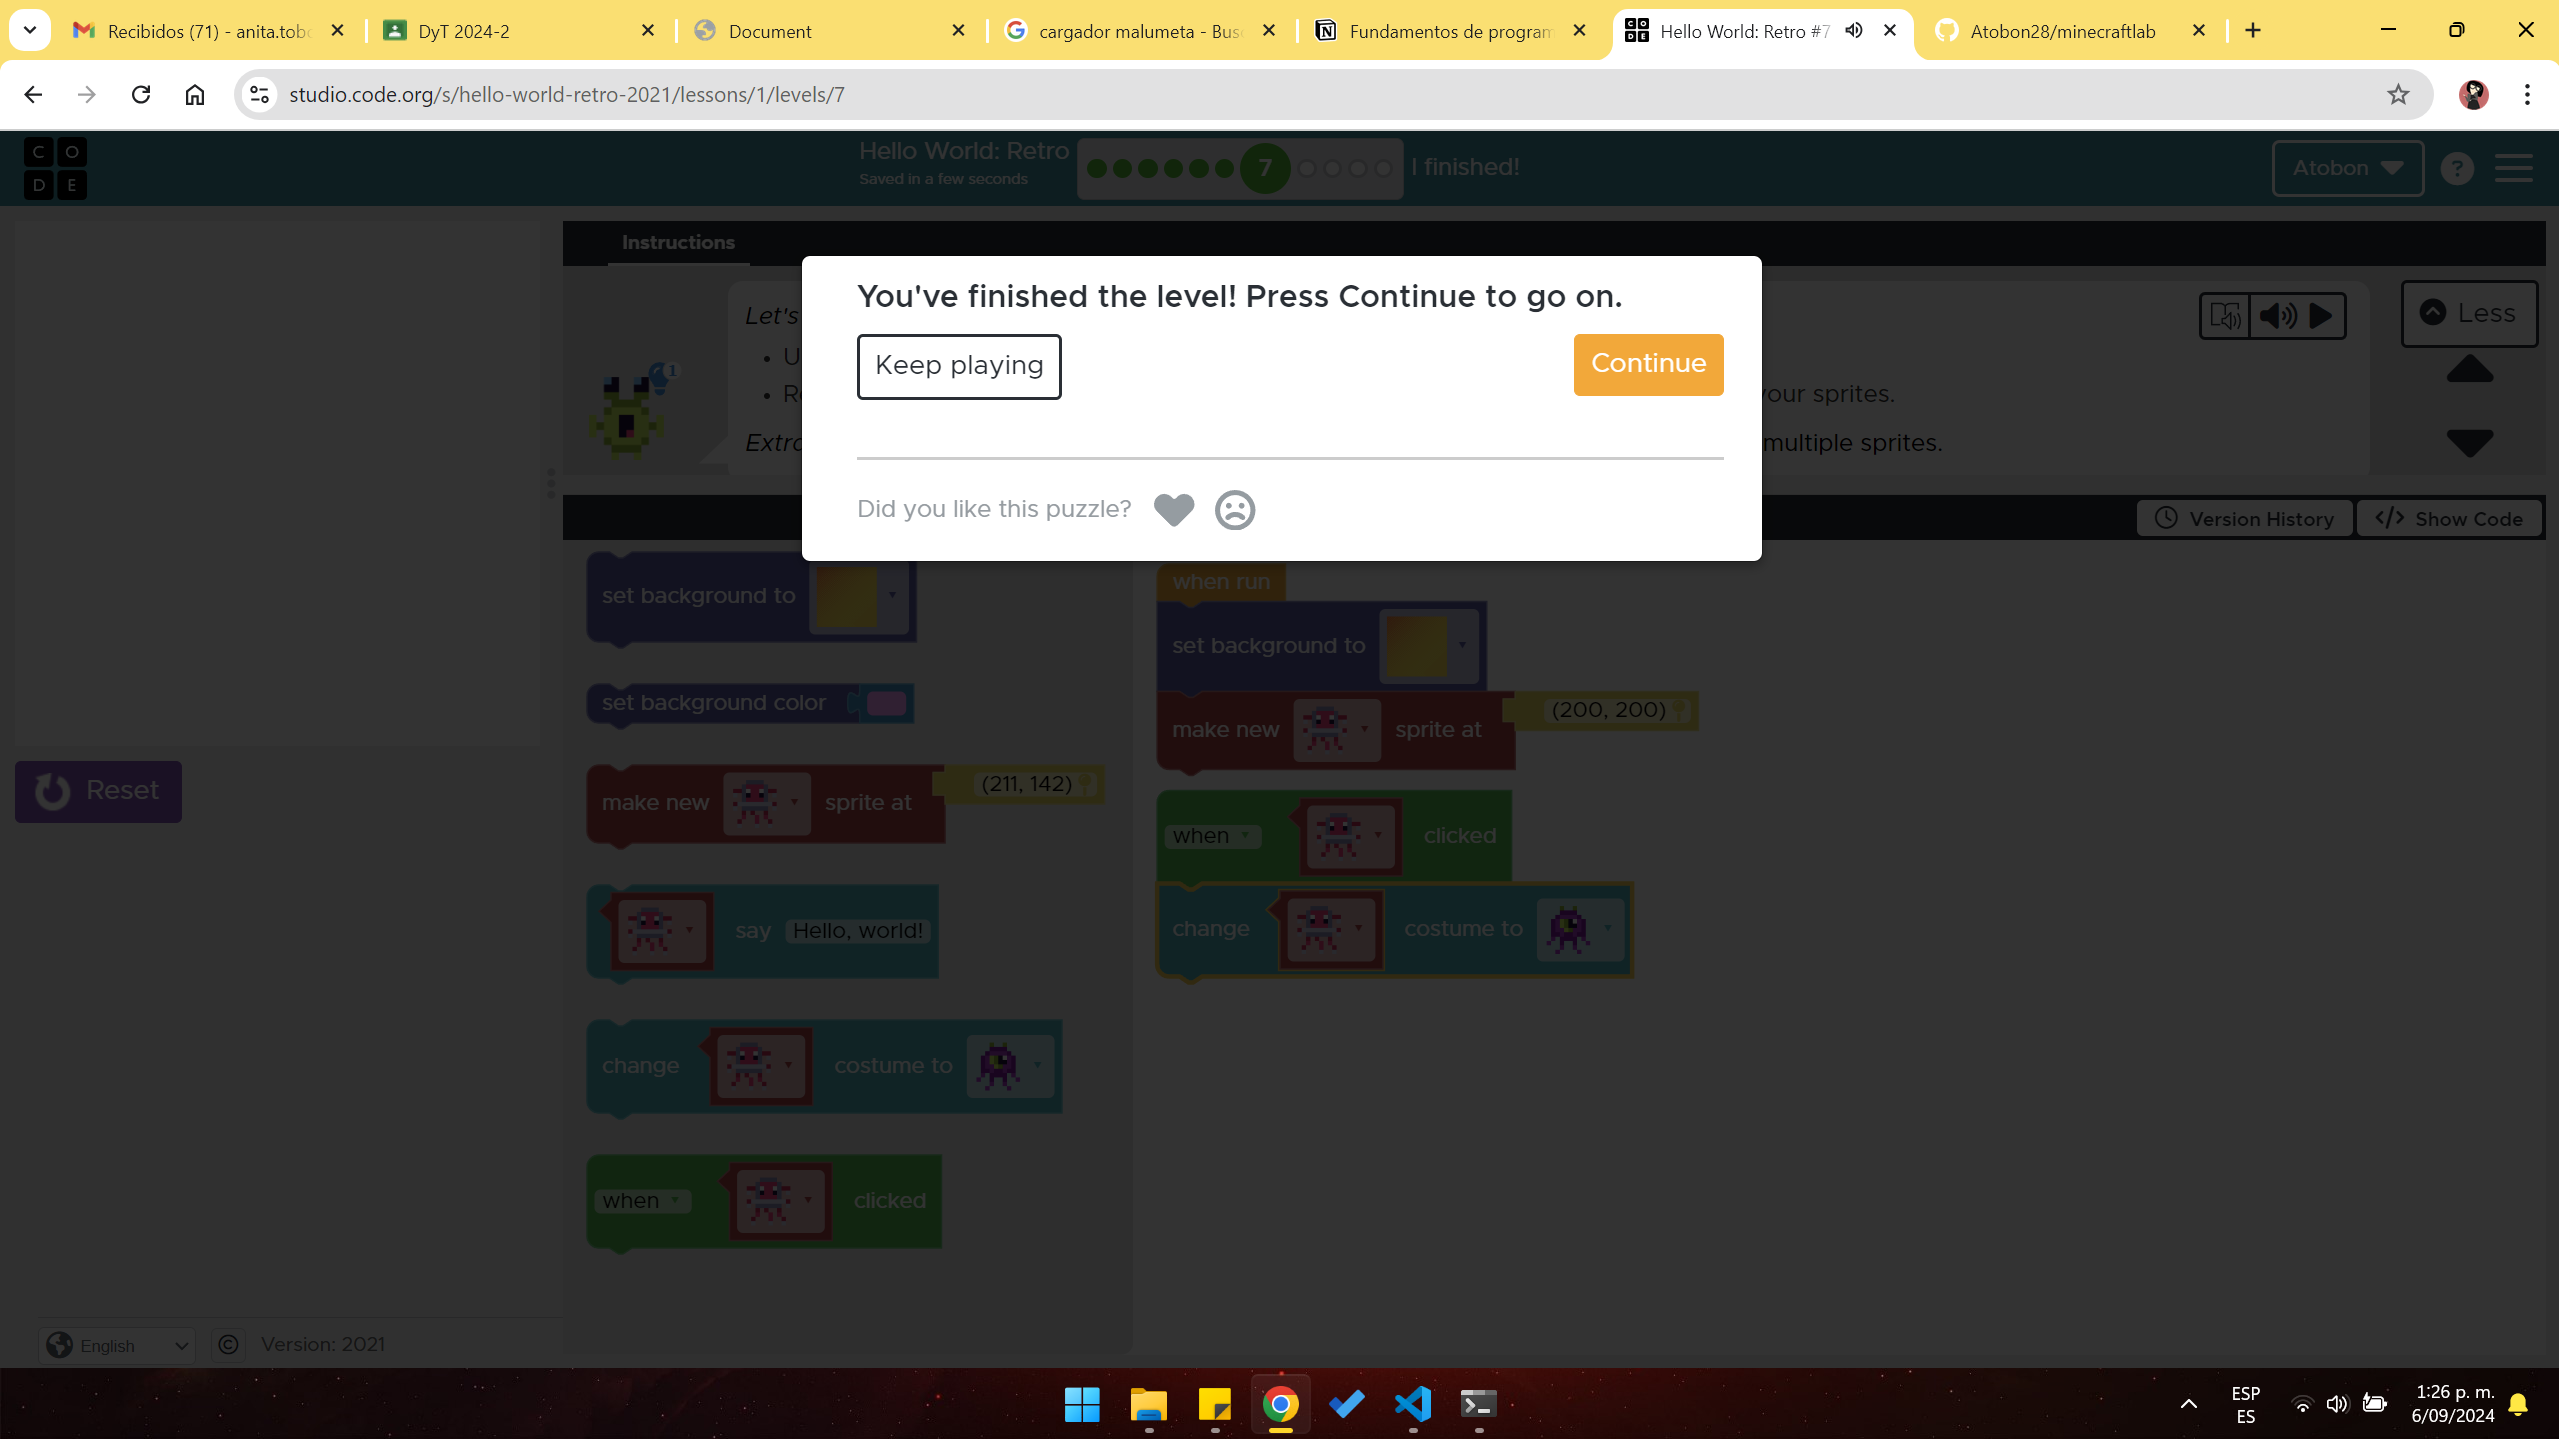 Recibidos (71) - anita.tob
DyT 2024-2
Document
cargador malumeta - Bus
Fundamentos de program
Hello World: Retro #7
Atobon28/minecraftlab
studio.code.org/s/hello-world-retro-2021/lessons/1/levels/7
C O
D E
Hello World: Retro
Saved in a few seconds
7
I finished!
Atobon
?
Instructions
You've finished the level! Press Continue to go on.
Keep playing
Continue
Did you like this puzzle?
Let's
U
your sprites.
Extra
multiple sprites.
1
Less
Version History
Show Code
Reset
set background to
set background color
make new
sprite at
(211, 142)
say
Hello, world!
change
costume to
when
clicked
when run
set background to
make new
sprite at
(200, 200)
when
clicked
change
costume to
English
©
Version: 2021
ESP
ES
1:26 p. m.
6/09/2024